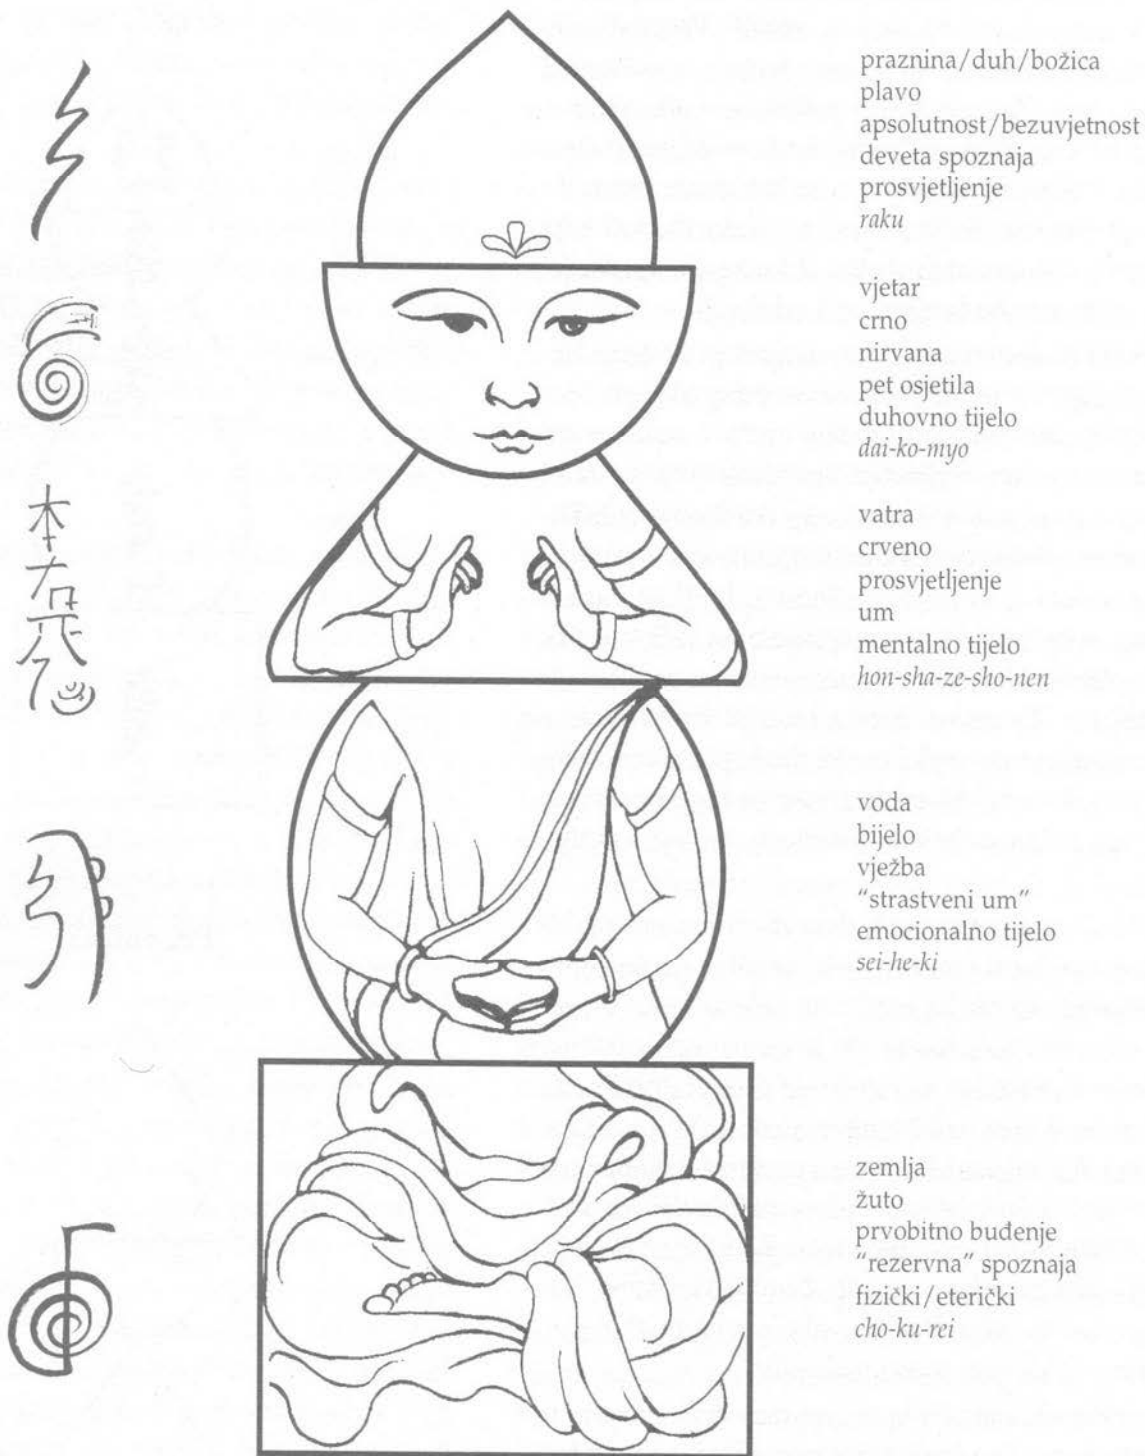 praznina/duh/božica
plavo
apsolutnost/bezuvjetnost
deveta spoznaja
prosvjetljenje
raku
vjetar
crno
nirvana
pet osjetila
duhovno tijelo
dai-ko-myo
vatra
crveno
prosvjetljenje
um
mentalno tijelo
hon-sha-ze-sho-nen
voda
bijelo
vježba
“strastveni um”
emocionalno tijelo
sei-he-ki
zemlja
žuto
prvobitno buđenje
“rezervna” spoznaja
fizički/eterički
cho-ku-rei